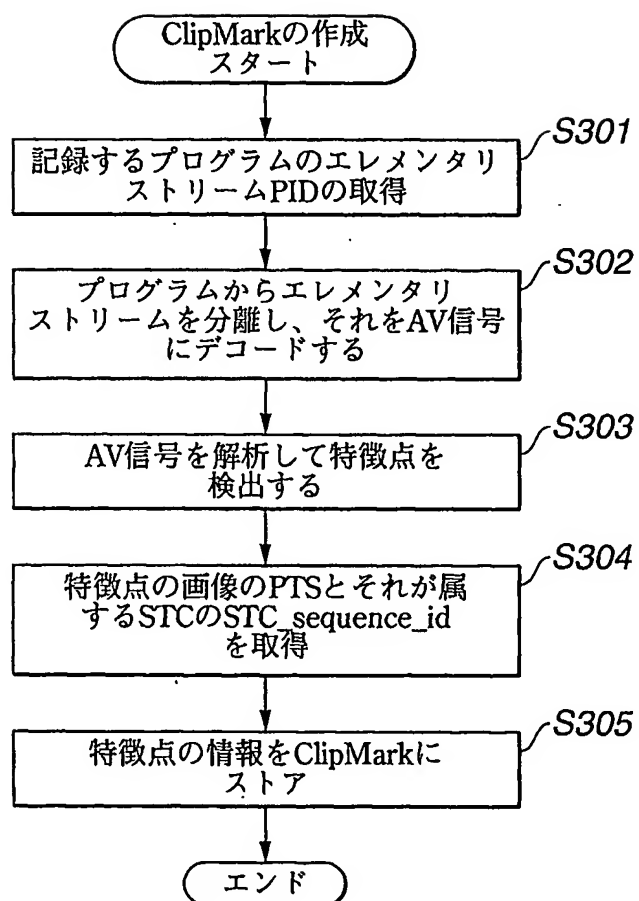 ClipMarkの作成
スタート
S301
記録するプログラムのエレメンタリ
ストリームPIDの取得
S302
プログラムからエレメンタリ
ストリームを分離し、それをAV信号
にデコードする
S303
AV信号を解析して特徴点を
検出する
S304
特徴点の画像のPTSとそれが属
するSTCのSTC_sequence_id
を取得
S305
特徴点の情報をClipMarkに
ストア
エンド